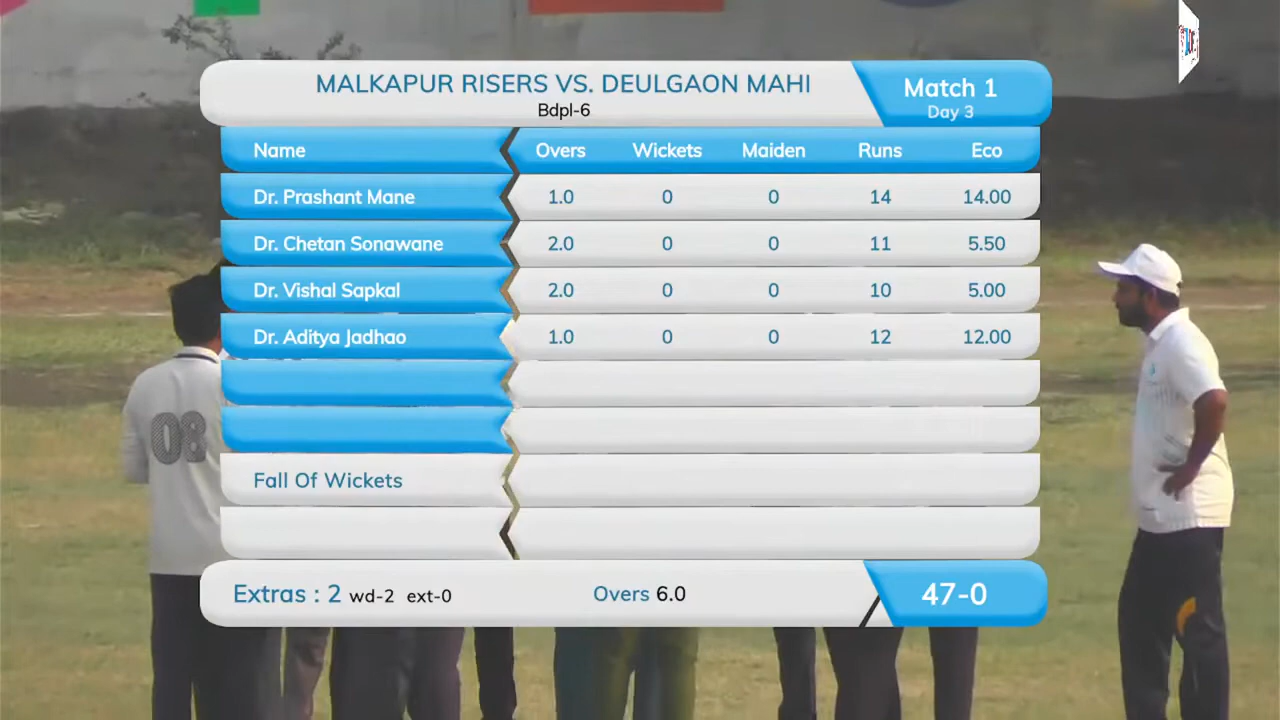 MALKAPUR RISERS VS. DEULGAON MAHI
Bdpl-6
Match 1
Day 3
Name Overs Wickets Maiden Runs Eco
Dr. Prashant Mane 1.0 0 0 14 14.00
Dr. Chetan Sonawane 2.0 0 0 11 5.50
Dr. Vishal Sapkal 2.0 0 0 10 5.00
Dr. Aditya Jadhao 1.0 0 0 12 12.00
Fall Of Wickets
Extras : 2 wd-2 ext-0 Overs 6.0 47-0
08